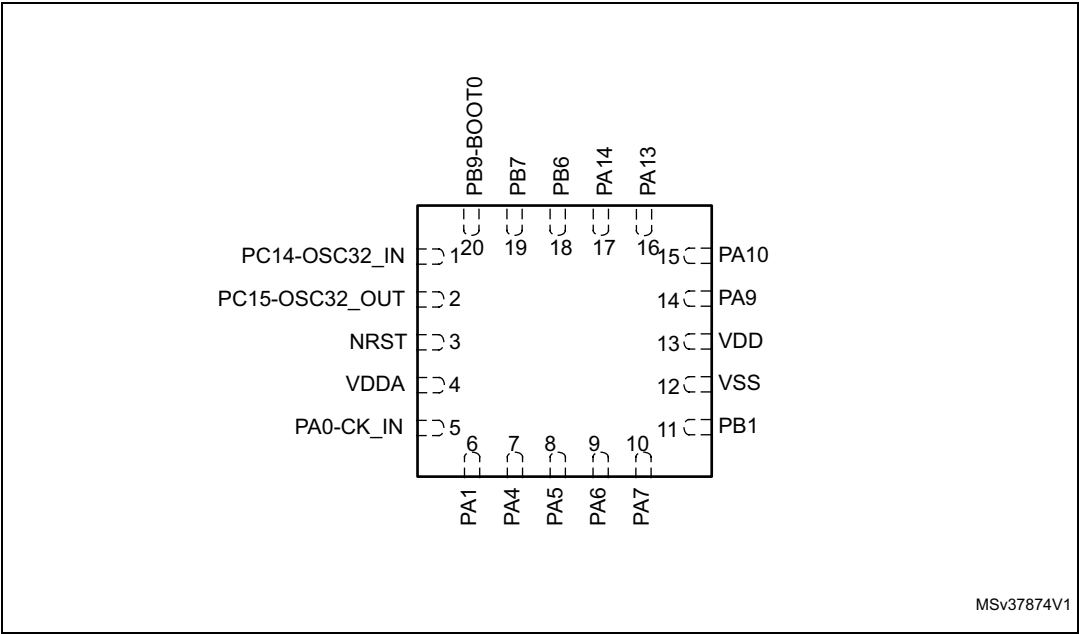 PB9-BOOT0
PB7
PB6
PA14
PA13
20
19
18
17
16
PC14-OSC32_IN
1
15
PA10
PC15-OSC32_OUT
2
14
PA9
NRST
3
13
VDD
VDDA
4
12
VSS
PA0-CK_IN
5
11
PB1
6
7
8
9
10
PA1
PA4
PA5
PA6
PA7
MSv37874V1